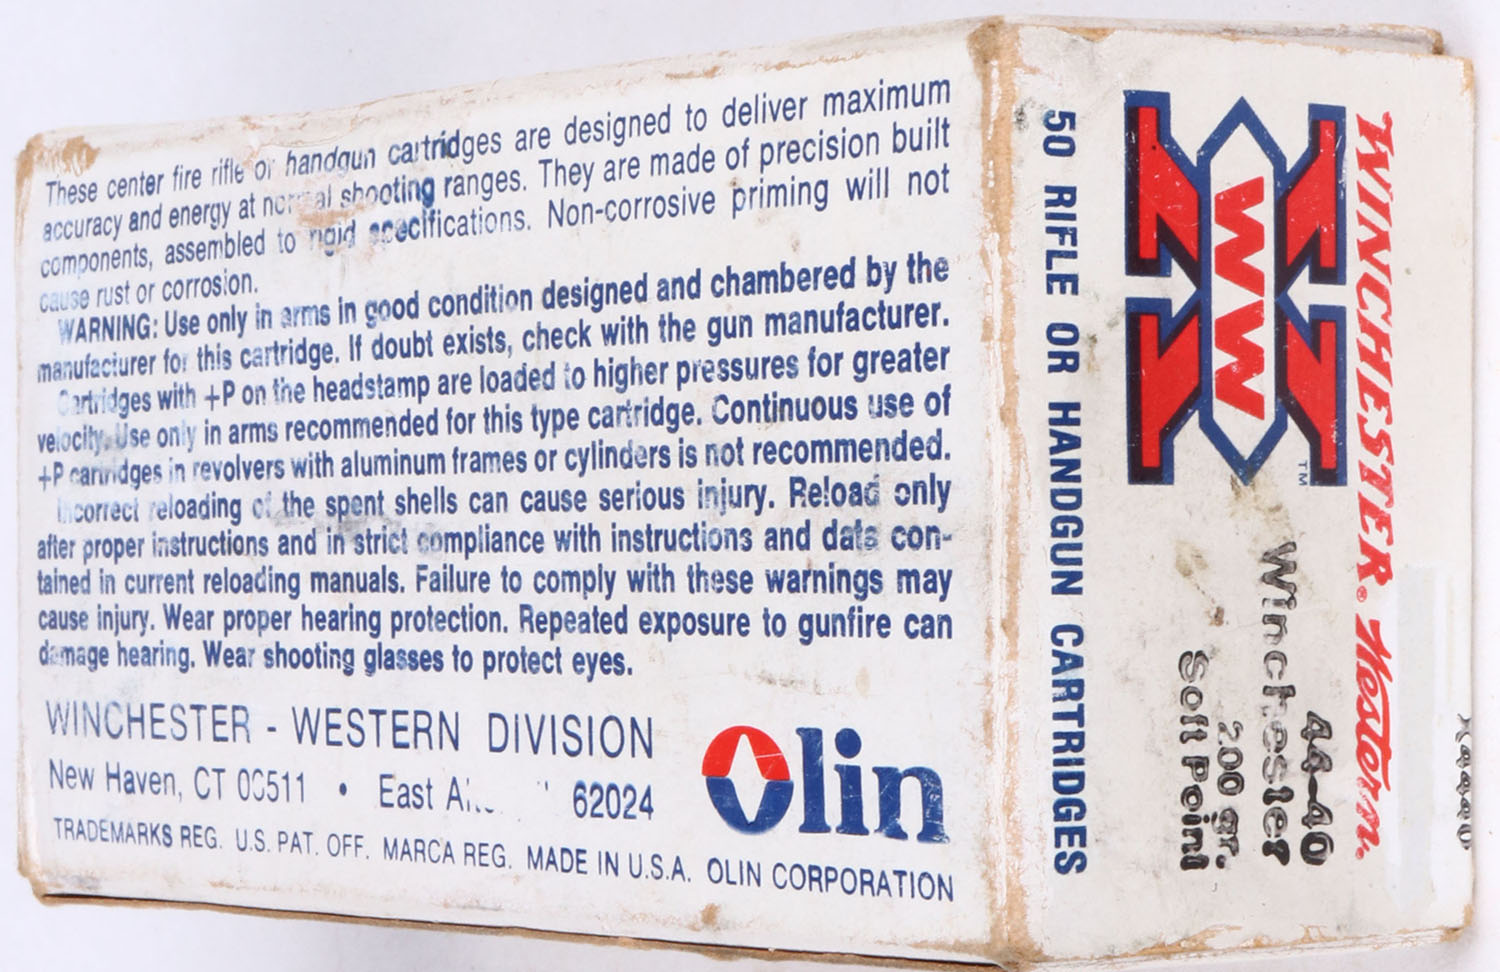 These center fire rifle or handgun cartridges are designed to deliver maximum
accuracy and energy at normal shooting ranges. They are made of precision built
components, assembled to rigid specifications. Non-corrosive priming will not
cause rust or corrosion.
WARNING: Use only in arms in good condition designed and chambered by the
manufacturer for this cartridge. If doubt exists, check with the gun manufacturer.
Cartridges with +P on the headstamp are loaded to higher pressures for greater
velocity. Use only in arms recommended for this type cartridge. Continuous use of
+P cartridges in revolvers with aluminum frames or cylinders is not recommended.
Incorrect reloading of the spent shells can cause serious injury. Reload only
after proper instructions and in strict compliance with instructions and data con-
tained in current reloading manuals. Failure to comply with these warnings may
cause injury. Wear proper hearing protection. Repeated exposure to gunfire can
damage hearing. Wear shooting glasses to protect eyes.
WINCHESTER - WESTERN DIVISION
New Haven, CT 06511 • East 62024
Olin
TRADEMARKS REG. U.S. PAT. OFF. MARCA REG. MADE IN U.S.A. OLIN CORPORATION
WINCHESTER® Western®
WW
TM
44-40
Winchester
200 gr.
Soft Point
50 RIFLE OR HANDGUN CARTRIDGES